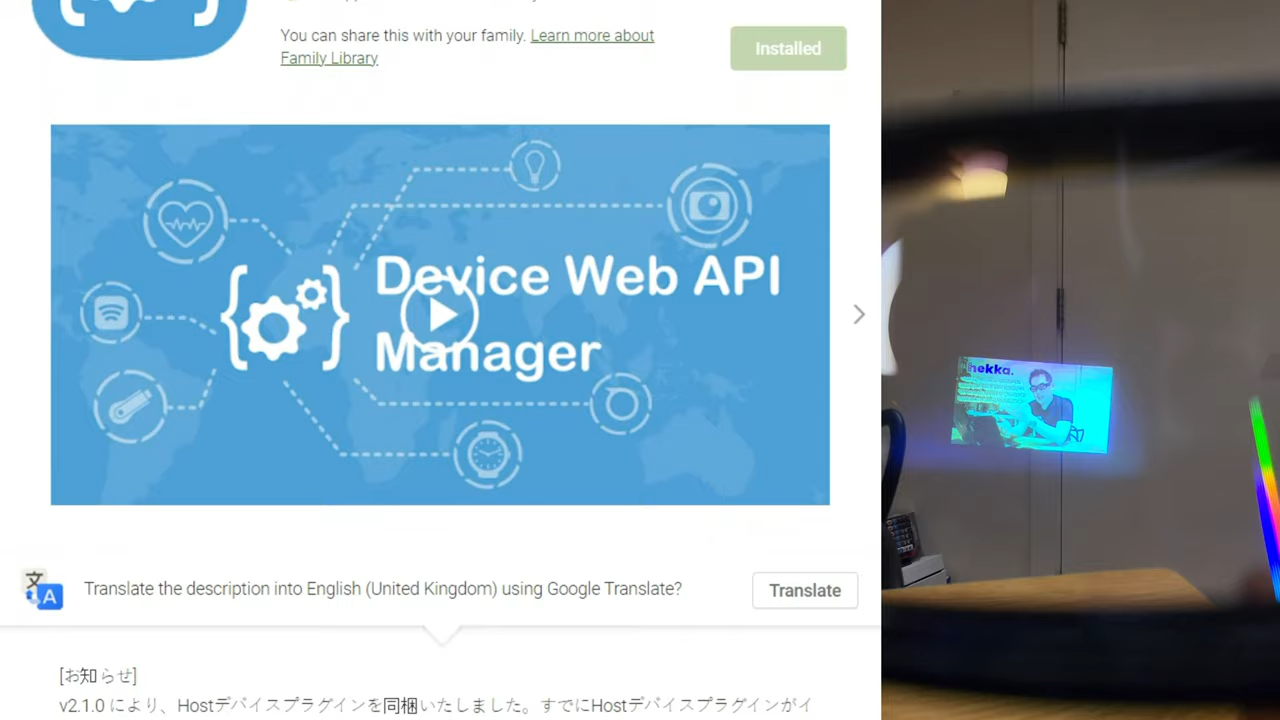 You can share this with your family. Learn more about
Family Library
Installed
Device Web API
Manager
Translate the description into English (United Kingdom) using Google Translate?
Translate
[お知らせ]
v2.1.0 により、Hostデバイスプラグインを同梱いたしました。すでにHostデバイスプラグインがイ
hekka.